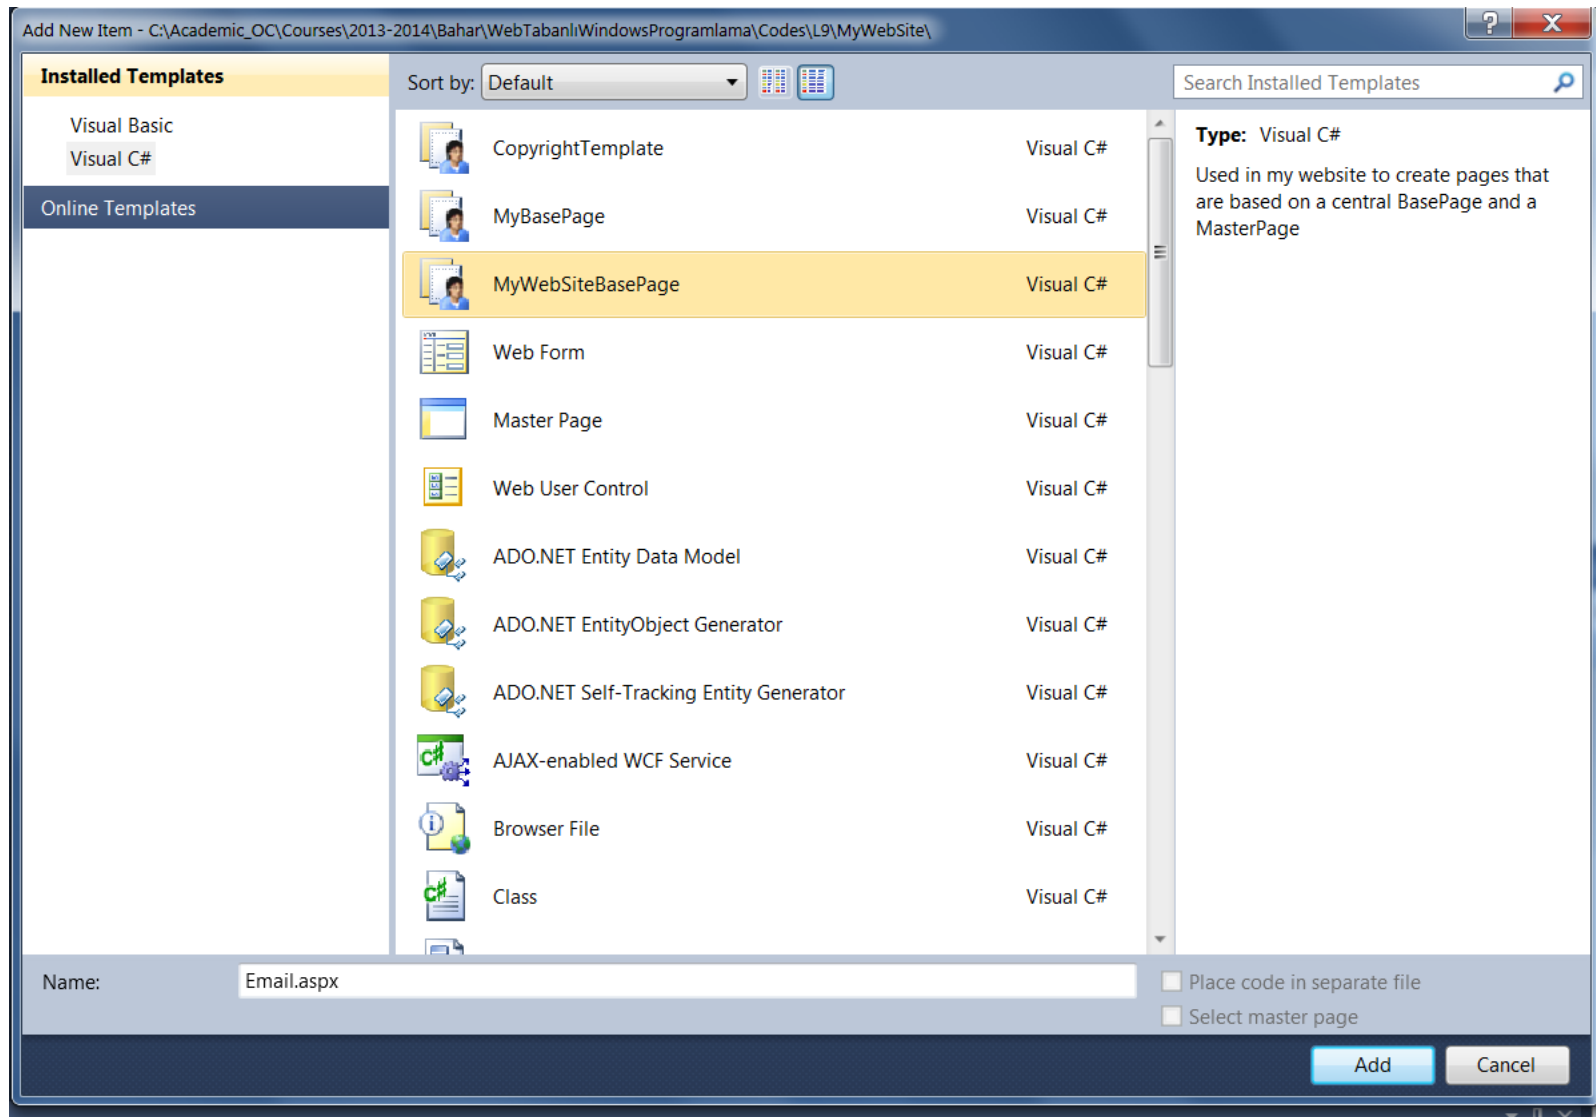 Add New Item - C:\Academic_OC\Courses\2013-2014\Bahar\WebTabanlıWindowsProgramlama\Codes\L9\MyWebSite\
Installed Templates
Visual Basic
Visual C#
Online Templates
Sort by: Default
Search Installed Templates
CopyrightTemplate Visual C#
MyBasePage Visual C#
MyWebSiteBasePage Visual C#
Web Form Visual C#
Master Page Visual C#
Web User Control Visual C#
ADO.NET Entity Data Model Visual C#
ADO.NET EntityObject Generator Visual C#
ADO.NET Self-Tracking Entity Generator Visual C#
AJAX-enabled WCF Service Visual C#
Browser File Visual C#
Class Visual C#
Type: Visual C#
Used in my website to create pages that
are based on a central BasePage and a
MasterPage
Name: Email.aspx
Place code in separate file
Select master page
Add Cancel